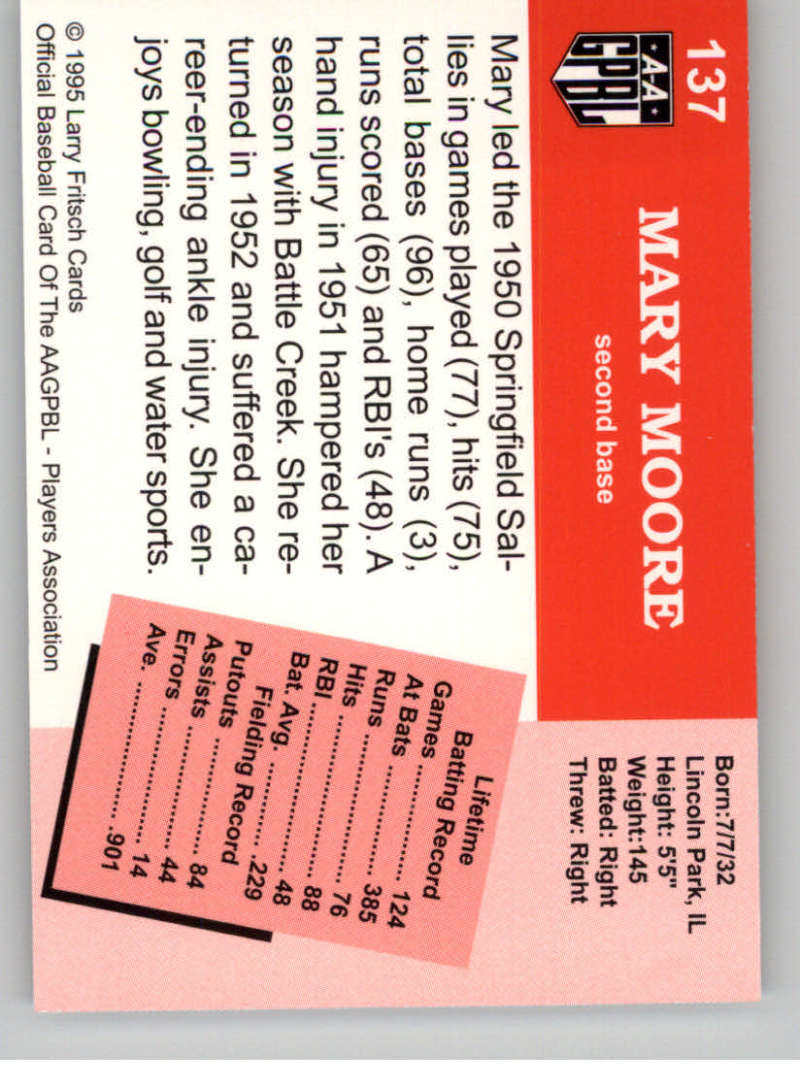 137
·A·A·
GPBL
MARY MOORE
second base
Born:7/7/32
Lincoln Park, IL
Height: 5'5"
Weight:145
Batted: Right
Threw: Right
Mary led the 1950 Springfield Sal-
lies in games played (77), hits (75),
total bases (96), home runs (3),
runs scored (65) and RBI's (48). A
hand injury in 1951 hampered her
season with Battle Creek. She re-
turned in 1952 and suffered a ca-
reer-ending ankle injury. She en-
joys bowling, golf and water sports.
Lifetime
Batting Record
Games .................. 124
At Bats .................. 385
Runs ....................... 76
Hits ......................... 88
RBI .......................... 48
Bat. Avg. ............. .229
Fielding Record
Putouts .................. 84
Assists .................. 44
Errors .................... 14
Ave. ..................... .901
© 1995 Larry Fritsch Cards
Official Baseball Card Of The AAGPBL - Players Association